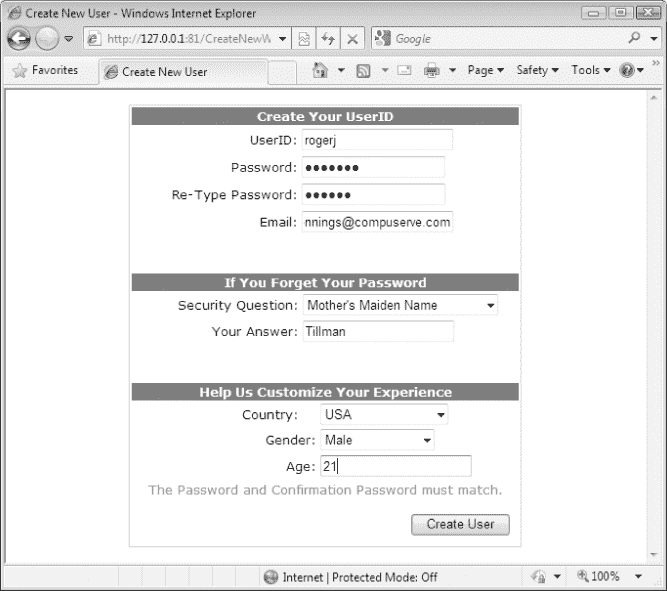 Create New User - Windows Internet Explorer
http://127.0.0.1:81/CreateNewW
Google
Favorites
Create New User
Page
Safety
Tools
Create Your UserID
UserID: rogerj
Password: ●●●●●●●
Re-Type Password: ●●●●●●
Email: nnings@compuserve.com
If You Forget Your Password
Security Question: Mother's Maiden Name
Your Answer: Tillman
Help Us Customize Your Experience
Country: USA
Gender: Male
Age: 21
The Password and Confirmation Password must match.
Create User
Internet | Protected Mode: Off
100%